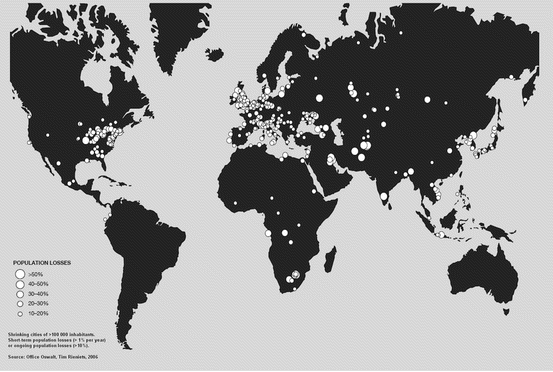 POPULATION LOSSES
>50%
40-50%
30-40%
20-30%
10-20%
Shrinking cities of >100 000 inhabitants.
Short-term population losses (> 1% per year)
or ongoing population losses (> 10%).
Source: Office Oswalt, Tim Rieniets, 2006